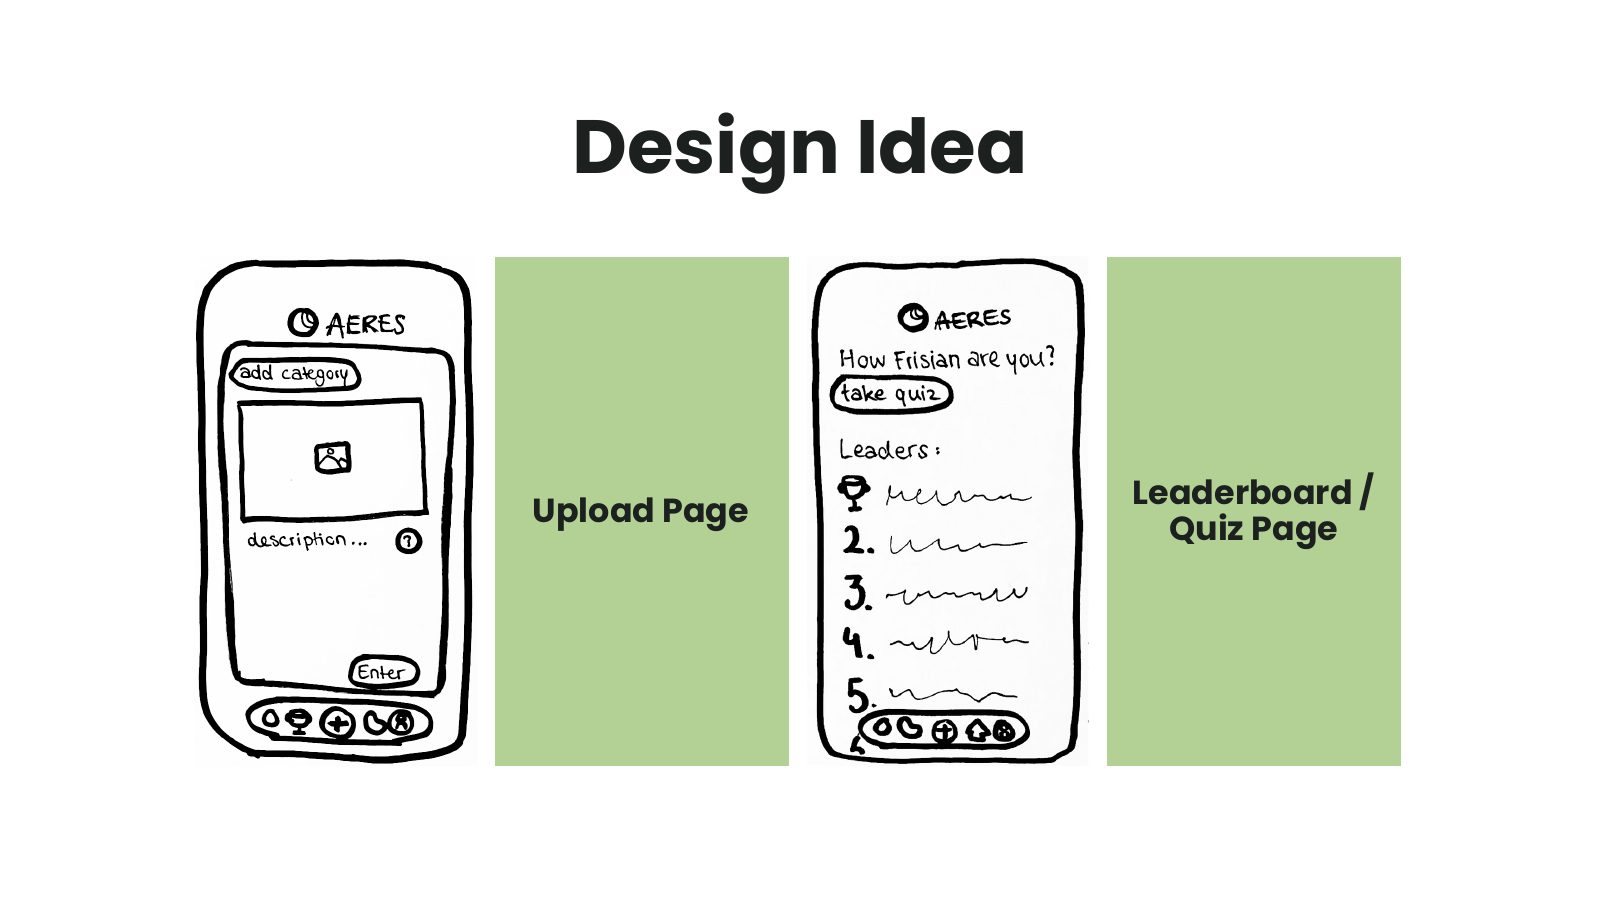 Design Idea
AERES
add category
description...
?
Enter
Upload Page
AERES
How Frisian are you?
take quiz
Leaders:
2.
3.
4.
5.
Leaderboard /
Quiz Page